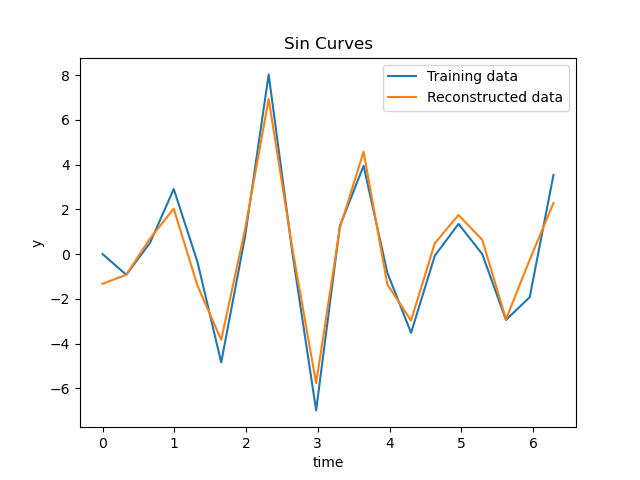 Sin Curves
Training data
Reconstructed data
8
6
4
2
0
−2
−4
−6
y
0 1 2 3 4 5 6
time